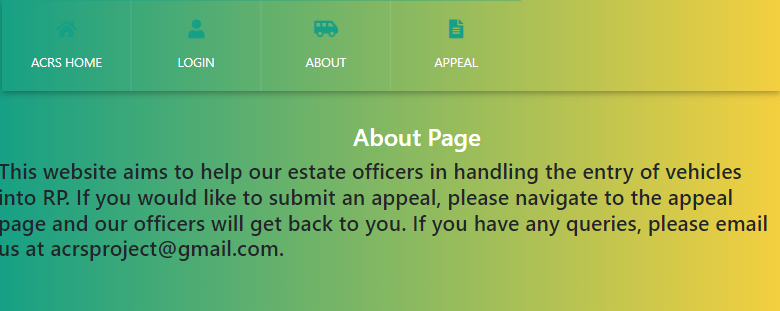 ACRS HOME LOGIN ABOUT APPEAL
About Page
This website aims to help our estate officers in handling the entry of vehicles
into RP. If you would like to submit an appeal, please navigate to the appeal
page and our officers will get back to you. If you have any queries, please email
us at acrsproject@gmail.com.